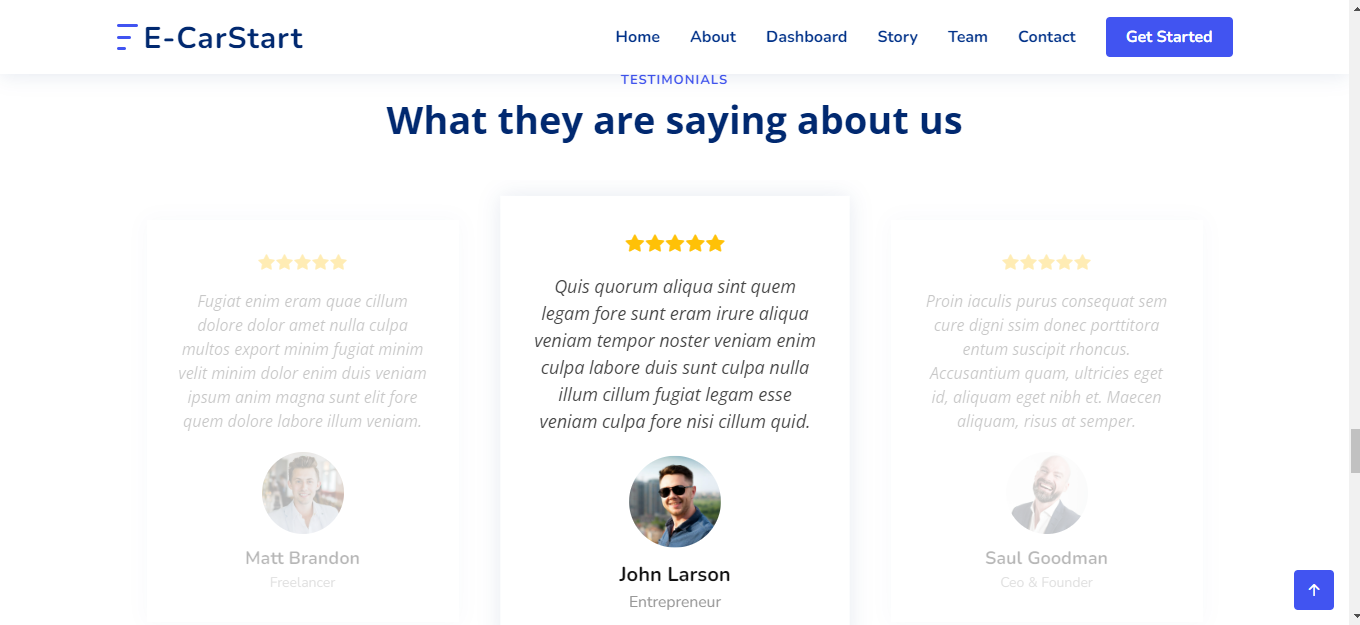 E-CarStart
Home About Dashboard Story Team Contact Get Started
TESTIMONIALS
What they are saying about us
Fugiat enim eram quae cillum
dolore dolor amet nulla culpa
multos export minim fugiat minim
velit minim dolor enim duis veniam
ipsum anim magna sunt elit fore
quem dolore labore illum veniam.
Matt Brandon
Freelancer
Quis quorum aliqua sint quem
legam fore sunt eram irure aliqua
veniam tempor noster veniam enim
culpa labore duis sunt culpa nulla
illum cillum fugiat legam esse
veniam culpa fore nisi cillum quid.
John Larson
Entrepreneur
Proin iaculis purus consequat sem
cure digni ssim donec porttitora
entum suscipit rhoncus.
Accusantium quam, ultricies eget
id, aliquam eget nibh et. Maecen
aliquam, risus at semper.
Saul Goodman
Ceo & Founder